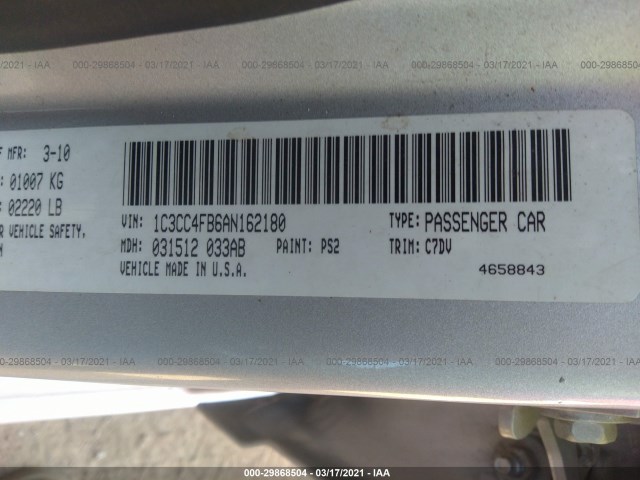 03/17/2021 - IAA 000-29868504 - 03/17/2021 - IAA 000-29868504 - 03/17/2021 - IAA
F MFR: 3-10
: 01007 KG
: 02220 LB
R VEHICLE SAFETY,
N
VIN: 1C3CC4FB6AN162180 TYPE: PASSENGER CAR
MDH: 031512 033AB PAINT: PS2 TRIM: C7DV
VEHICLE MADE IN U.S.A. 4658843
000-29868504 - 03/17/2021 - IAA 000-29868504 - 03/17/2021 - IAA 000-29868504 - 03/17/2021
000-29868504 - 03/17/2021 - IAA